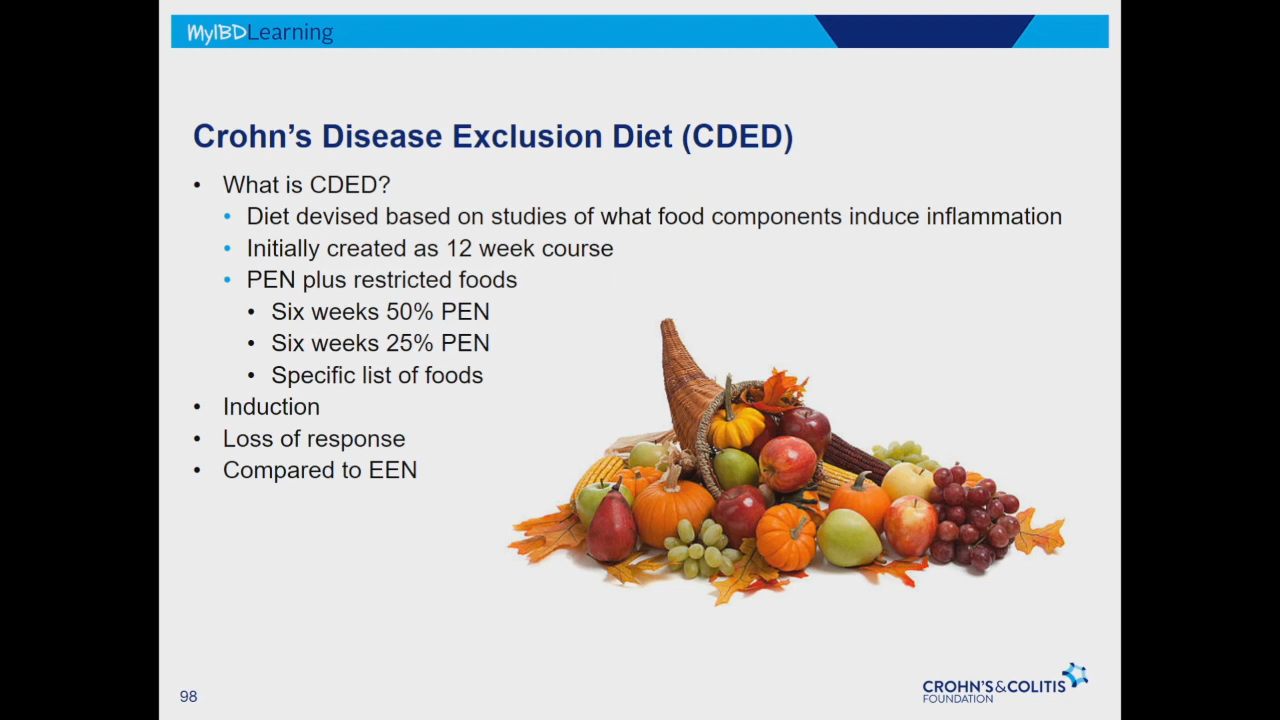 MyIBDLearning
Crohn's Disease Exclusion Diet (CDED)
• What is CDED?
• Diet devised based on studies of what food components induce inflammation
• Initially created as 12 week course
• PEN plus restricted foods
• Six weeks 50% PEN
• Six weeks 25% PEN
• Specific list of foods
• Induction
• Loss of response
• Compared to EEN
98
CROHN'S&COLITIS
FOUNDATION